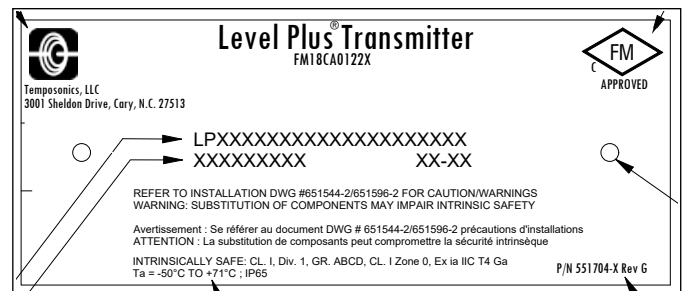 Level Plus® Transmitter
FM18CA0122X
FM
C
APPROVED
Temposonics, LLC
3001 Sheldon Drive, Cary, N.C. 27513
LPXXXXXXXXXXXXXXXXXXXX
XXXXXXXXX XX-XX
REFER TO INSTALLATION DWG #651544-2/651596-2 FOR CAUTION/WARNINGS
WARNING: SUBSTITUTION OF COMPONENTS MAY IMPAIR INTRINSIC SAFETY
Avertissement : Se référer au document DWG # 651544-2/651596-2 précautions d'installations
ATTENTION : La substitution de composants peut compromettre la sécurité intrinsèque
INTRINSICALLY SAFE: CL. I, Div. 1, GR. ABCD, CL. I Zone 0, Ex ia IIC T4 Ga
Ta = -50°C TO +71°C ; IP65
P/N 551704-X Rev G